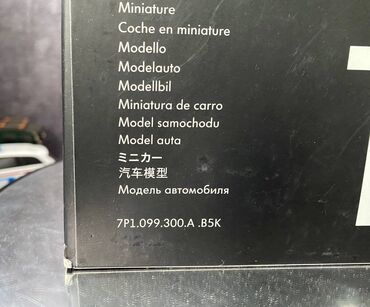 Miniature
Coche en miniature
Modello
Modelauto
Modellbil
Miniatura de carro
Model samochodu
Model auta
ミニカー
汽车模型
Модель автомобиля
7P1.099.300.A .B5K